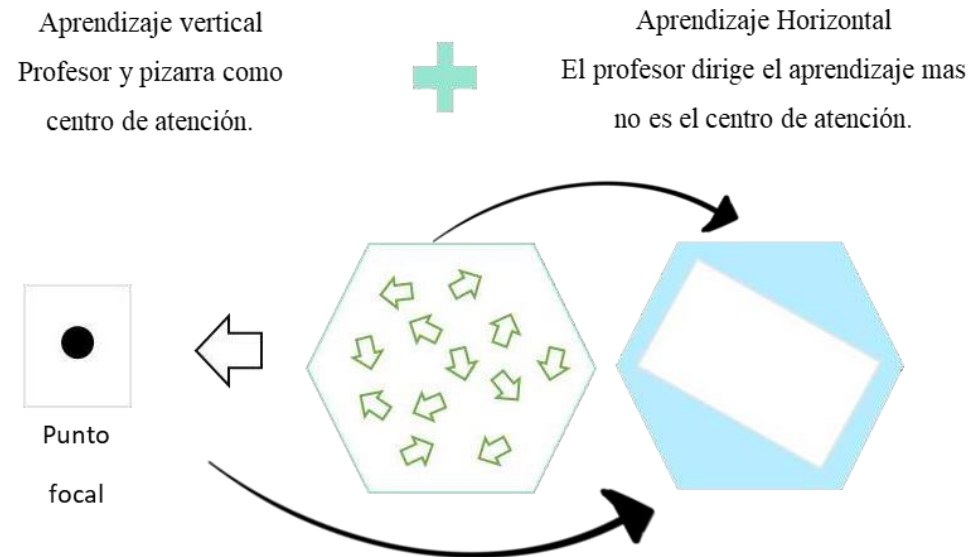 Aprendizaje vertical
Profesor y pizarra como
centro de atención.
Aprendizaje Horizontal
El profesor dirige el aprendizaje mas
no es el centro de atención.
Punto
focal